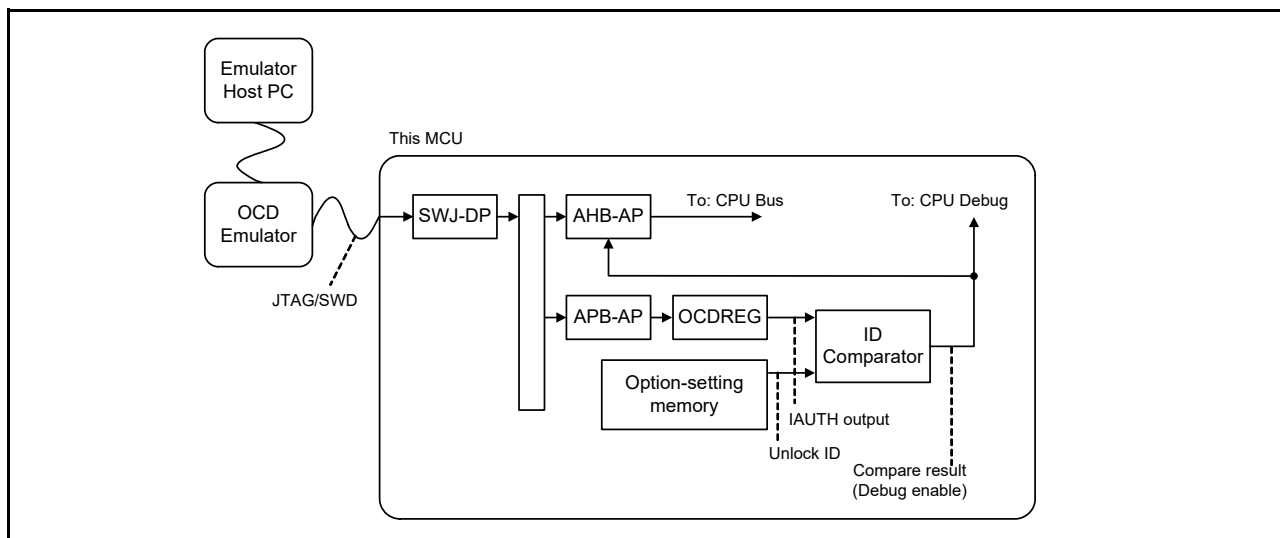 Emulator
Host PC
This MCU
OCD
Emulator
SWJ-DP
AHB-AP
To: CPU Bus
To: CPU Debug
JTAG/SWD
APB-AP
OCDREG
ID
Comparator
Option-setting
memory
IAUTH output
Unlock ID
Compare result
(Debug enable)